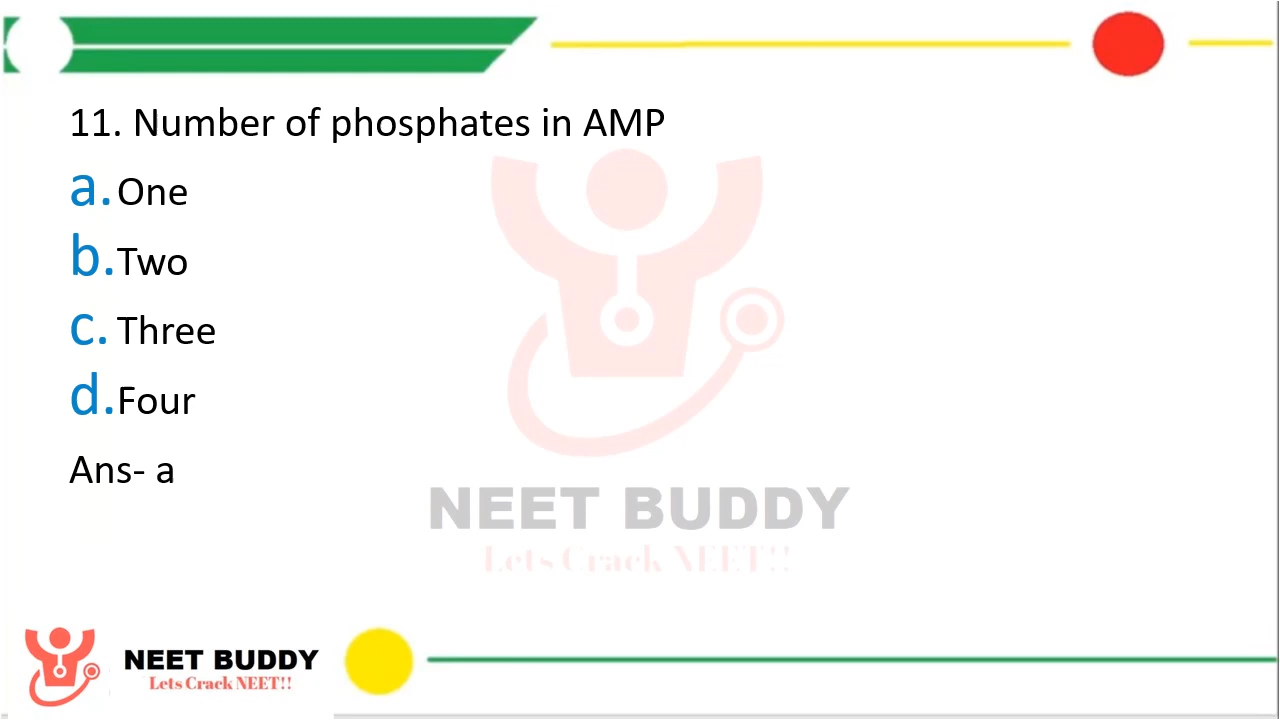 11. Number of phosphates in AMP
a. One
b. Two
c. Three
d. Four
Ans- a
NEET BUDDY
Lets Crack NEET!!
NEET BUDDY
Lets Crack NEET!!